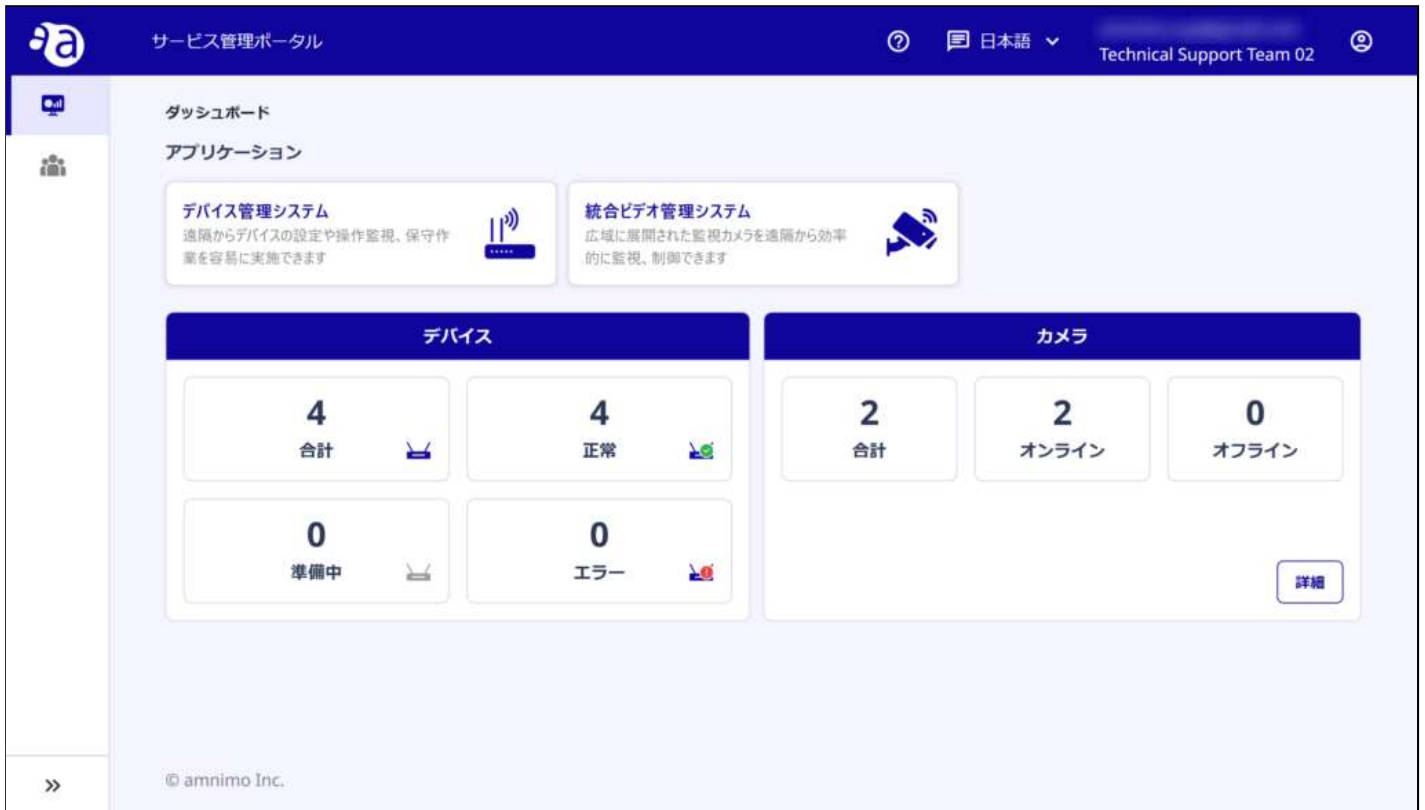 サービス管理ポータル
日本語
Technical Support Team 02
ダッシュボード
アプリケーション
デバイス管理システム
遠隔からデバイスの設定や操作監視、保守作
業を容易に実施できます
統合ビデオ管理システム
広域に展開された監視カメラを遠隔から効率
的に監視、制御できます
デバイス
4
合計
4
正常
0
準備中
0
エラー
カメラ
2
合計
2
オンライン
0
オフライン
詳細
© amnimo Inc.